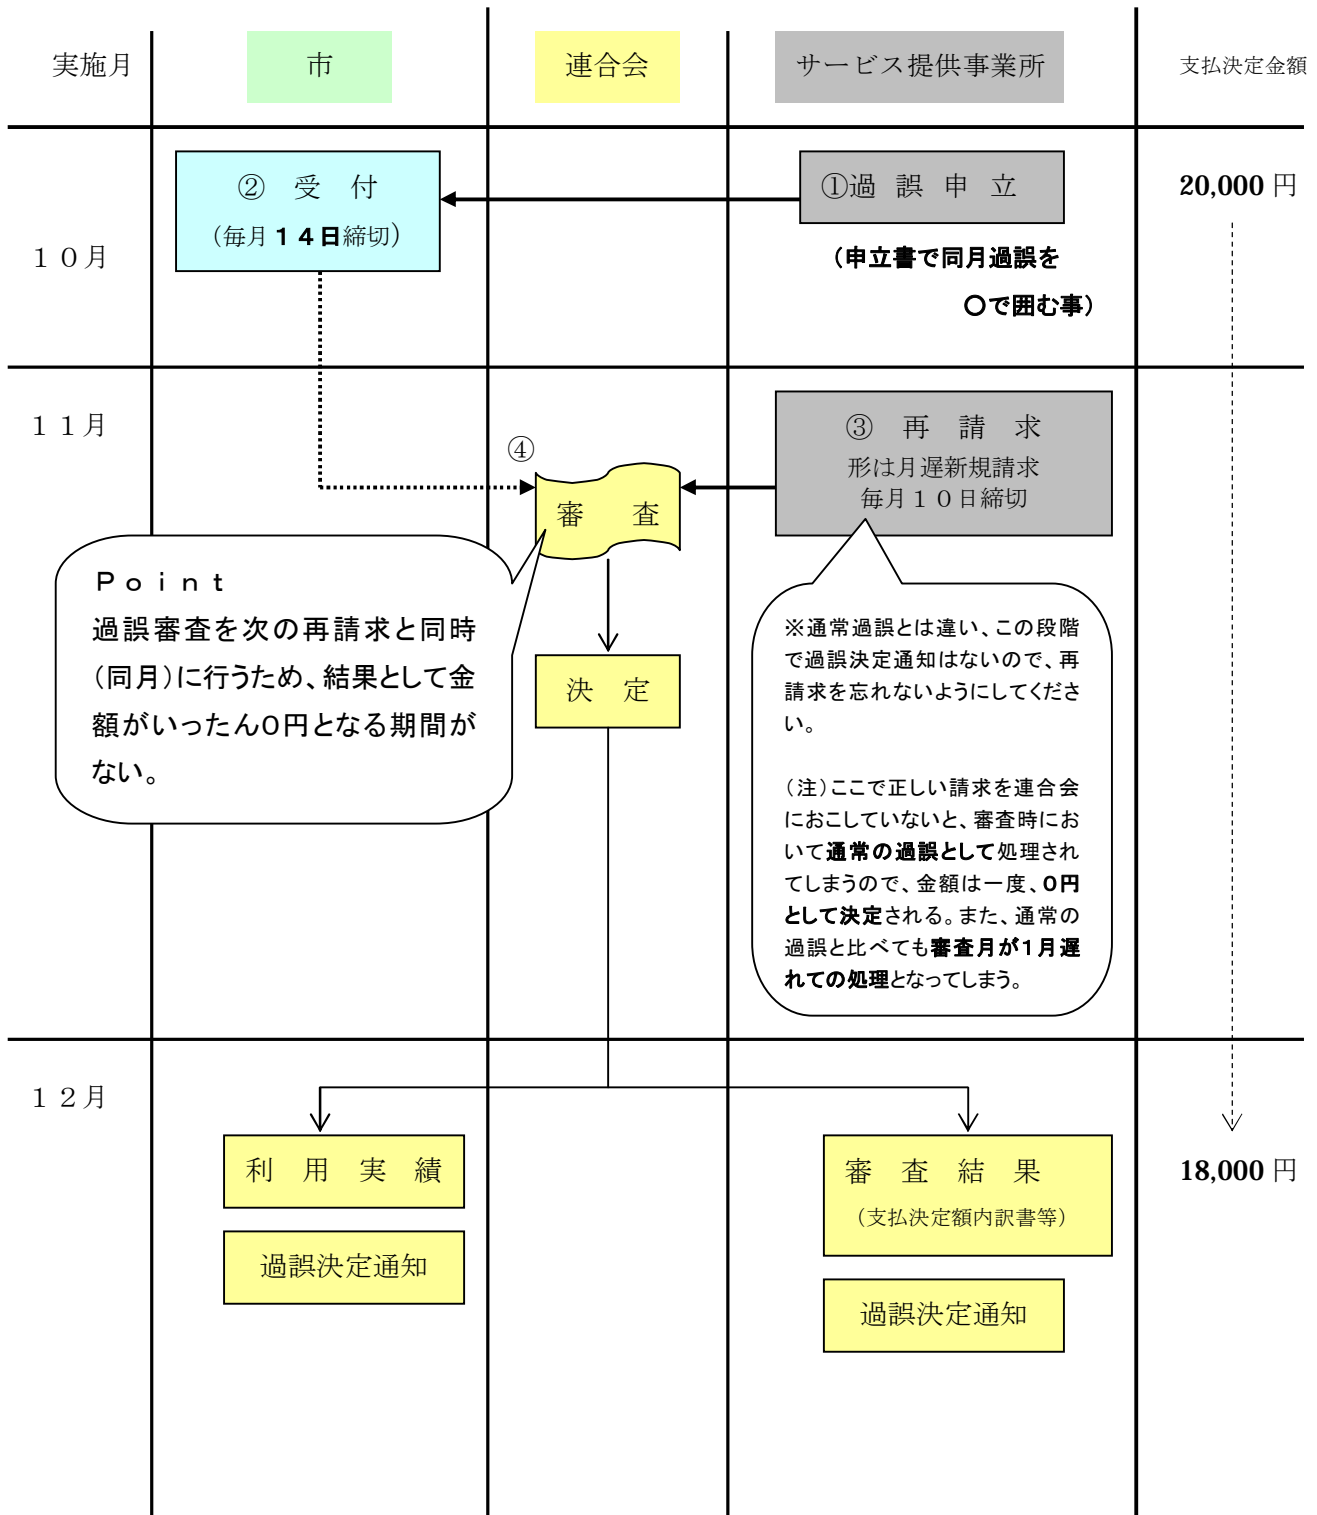 実施月
市
連合会
サービス提供事業所
支払決定金額
10月
② 受 付
（毎月14日締切）
①過 誤 申 立
（申立書で同月過誤を
○で囲む事）
20,000 円
11月
④
審 査
③ 再 請 求
形は月遅新規請求
毎月10日締切
Point
過誤審査を次の再請求と同時
（同月）に行うため、結果として金
額がいったん0円となる期間が
ない。
決 定
※通常過誤とは違い、この段階
で過誤決定通知はないので、再
請求を忘れないようにしてくださ
い。
（注）ここで正しい請求を連合会
におこしていないと、審査時にお
いて通常の過誤として処理され
てしまうので、金額は一度、0円
として決定される。また、通常の
過誤と比べても審査月が1月遅
れての処理となってしまう。
12月
利 用 実 績
過誤決定通知
審 査 結 果
（支払決定額内訳書等）
過誤決定通知
18,000 円